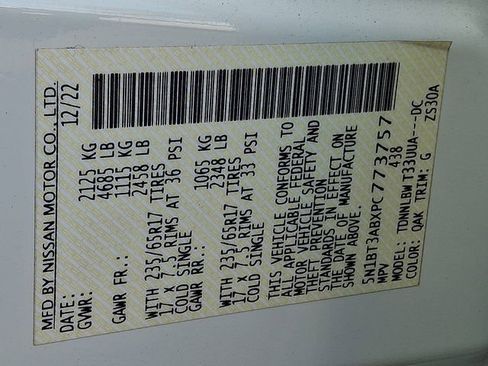 MFD BY NISSAN MOTOR CO., LTD.
DATE: 12/22
GVWR: 2125 KG
4685 LB
GAWR FR.: 1115 KG
2458 LB
WITH 235/65R17 TIRES
17 X 7.5 RIMS AT 36 PSI
COLD SINGLE
GAWR RR.: 1065 KG
2348 LB
WITH 235/65R17 TIRES
17 X 7.5 RIMS AT 33 PSI
COLD SINGLE
THIS VEHICLE CONFORMS TO
ALL APPLICABLE FEDERAL
MOTOR VEHICLE SAFETY AND
THEFT PREVENTION
STANDARDS IN EFFECT ON
THE DATE OF MANUFACTURE
SHOWN ABOVE.
5N1BT3ABXPC773757
MPV 438
MODEL: TDNNLBW T33UUA---DC
COLOR: QAK TRIM: G ZS30A